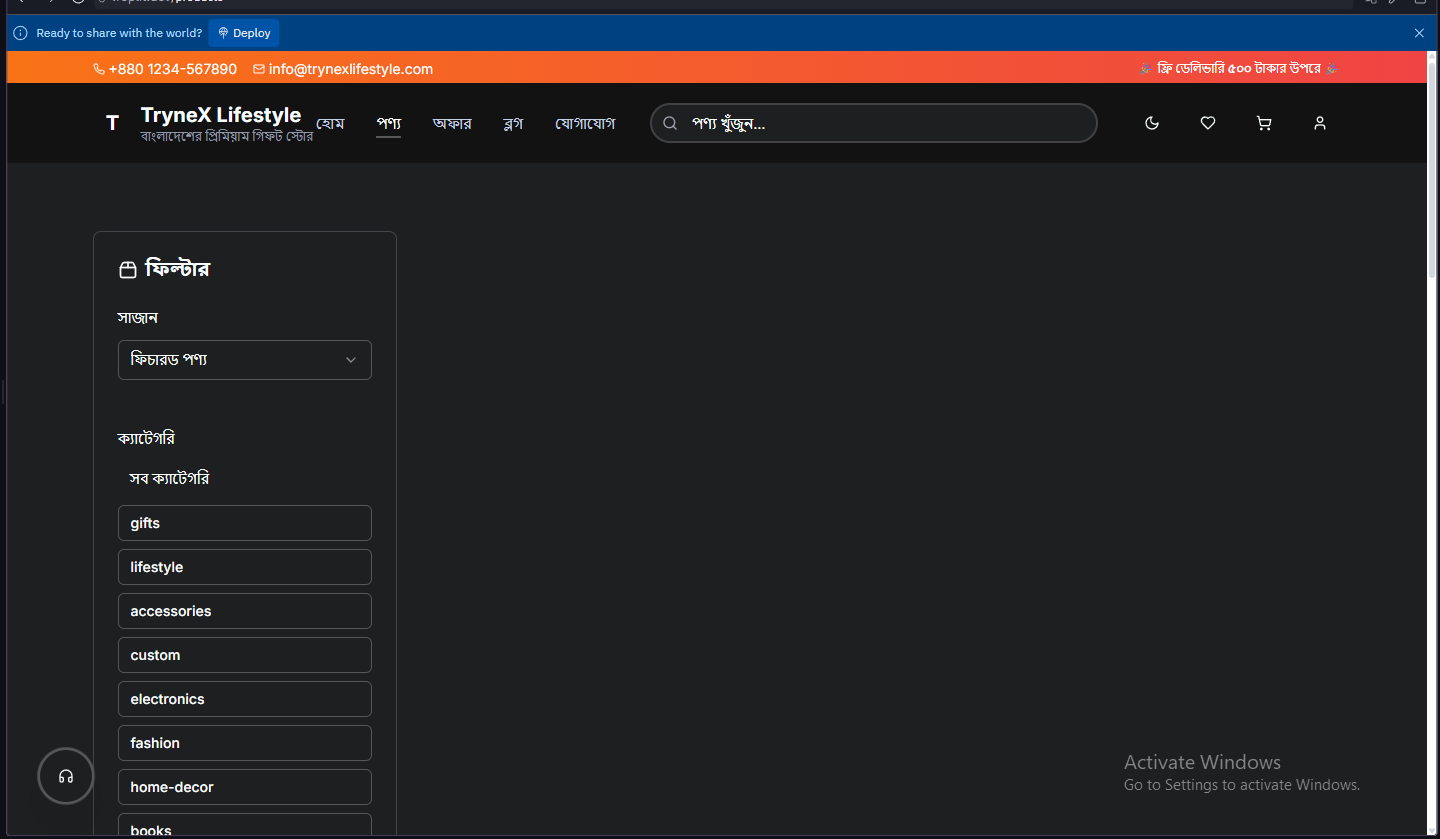 Ready to share with the world? Deploy
+880 1234-567890 info@trynexlifestyle.com
ফ্রি ডেলিভারি ৫০০ টাকার উপরে
T
TryneX Lifestyle
বাংলাদেশের প্রিমিয়াম গিফট স্টোর
হোম পণ্য অফার ব্লগ যোগাযোগ
পণ্য খুঁজুন...
ফিল্টার
সাজান
ফিচারড পণ্য
ক্যাটেগরি
সব ক্যাটেগরি
gifts
lifestyle
accessories
custom
electronics
fashion
home-decor
books
Activate Windows
Go to Settings to activate Windows.